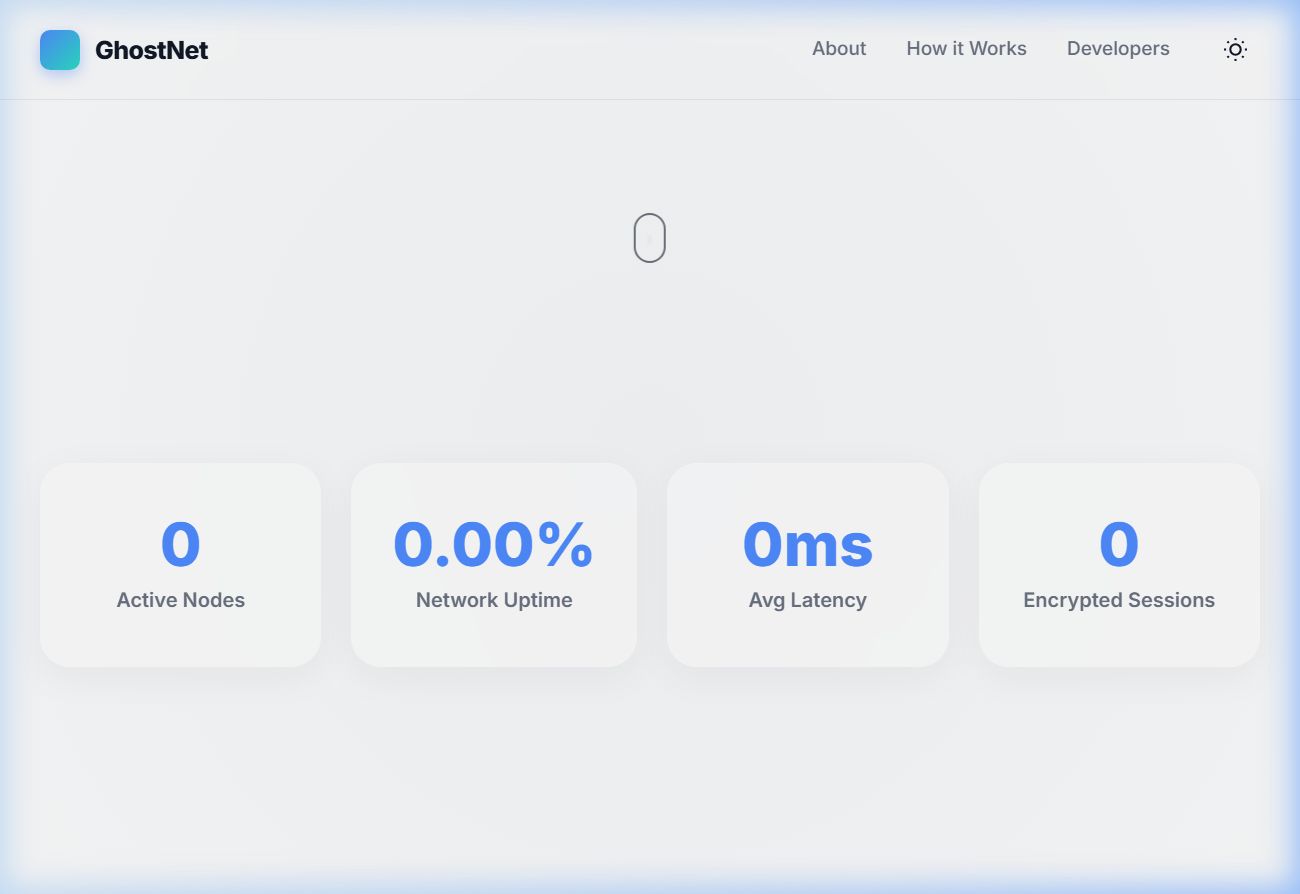 GhostNet
About How it Works Developers
0 0.00% 0ms 0
Active Nodes Network Uptime Avg Latency Encrypted Sessions